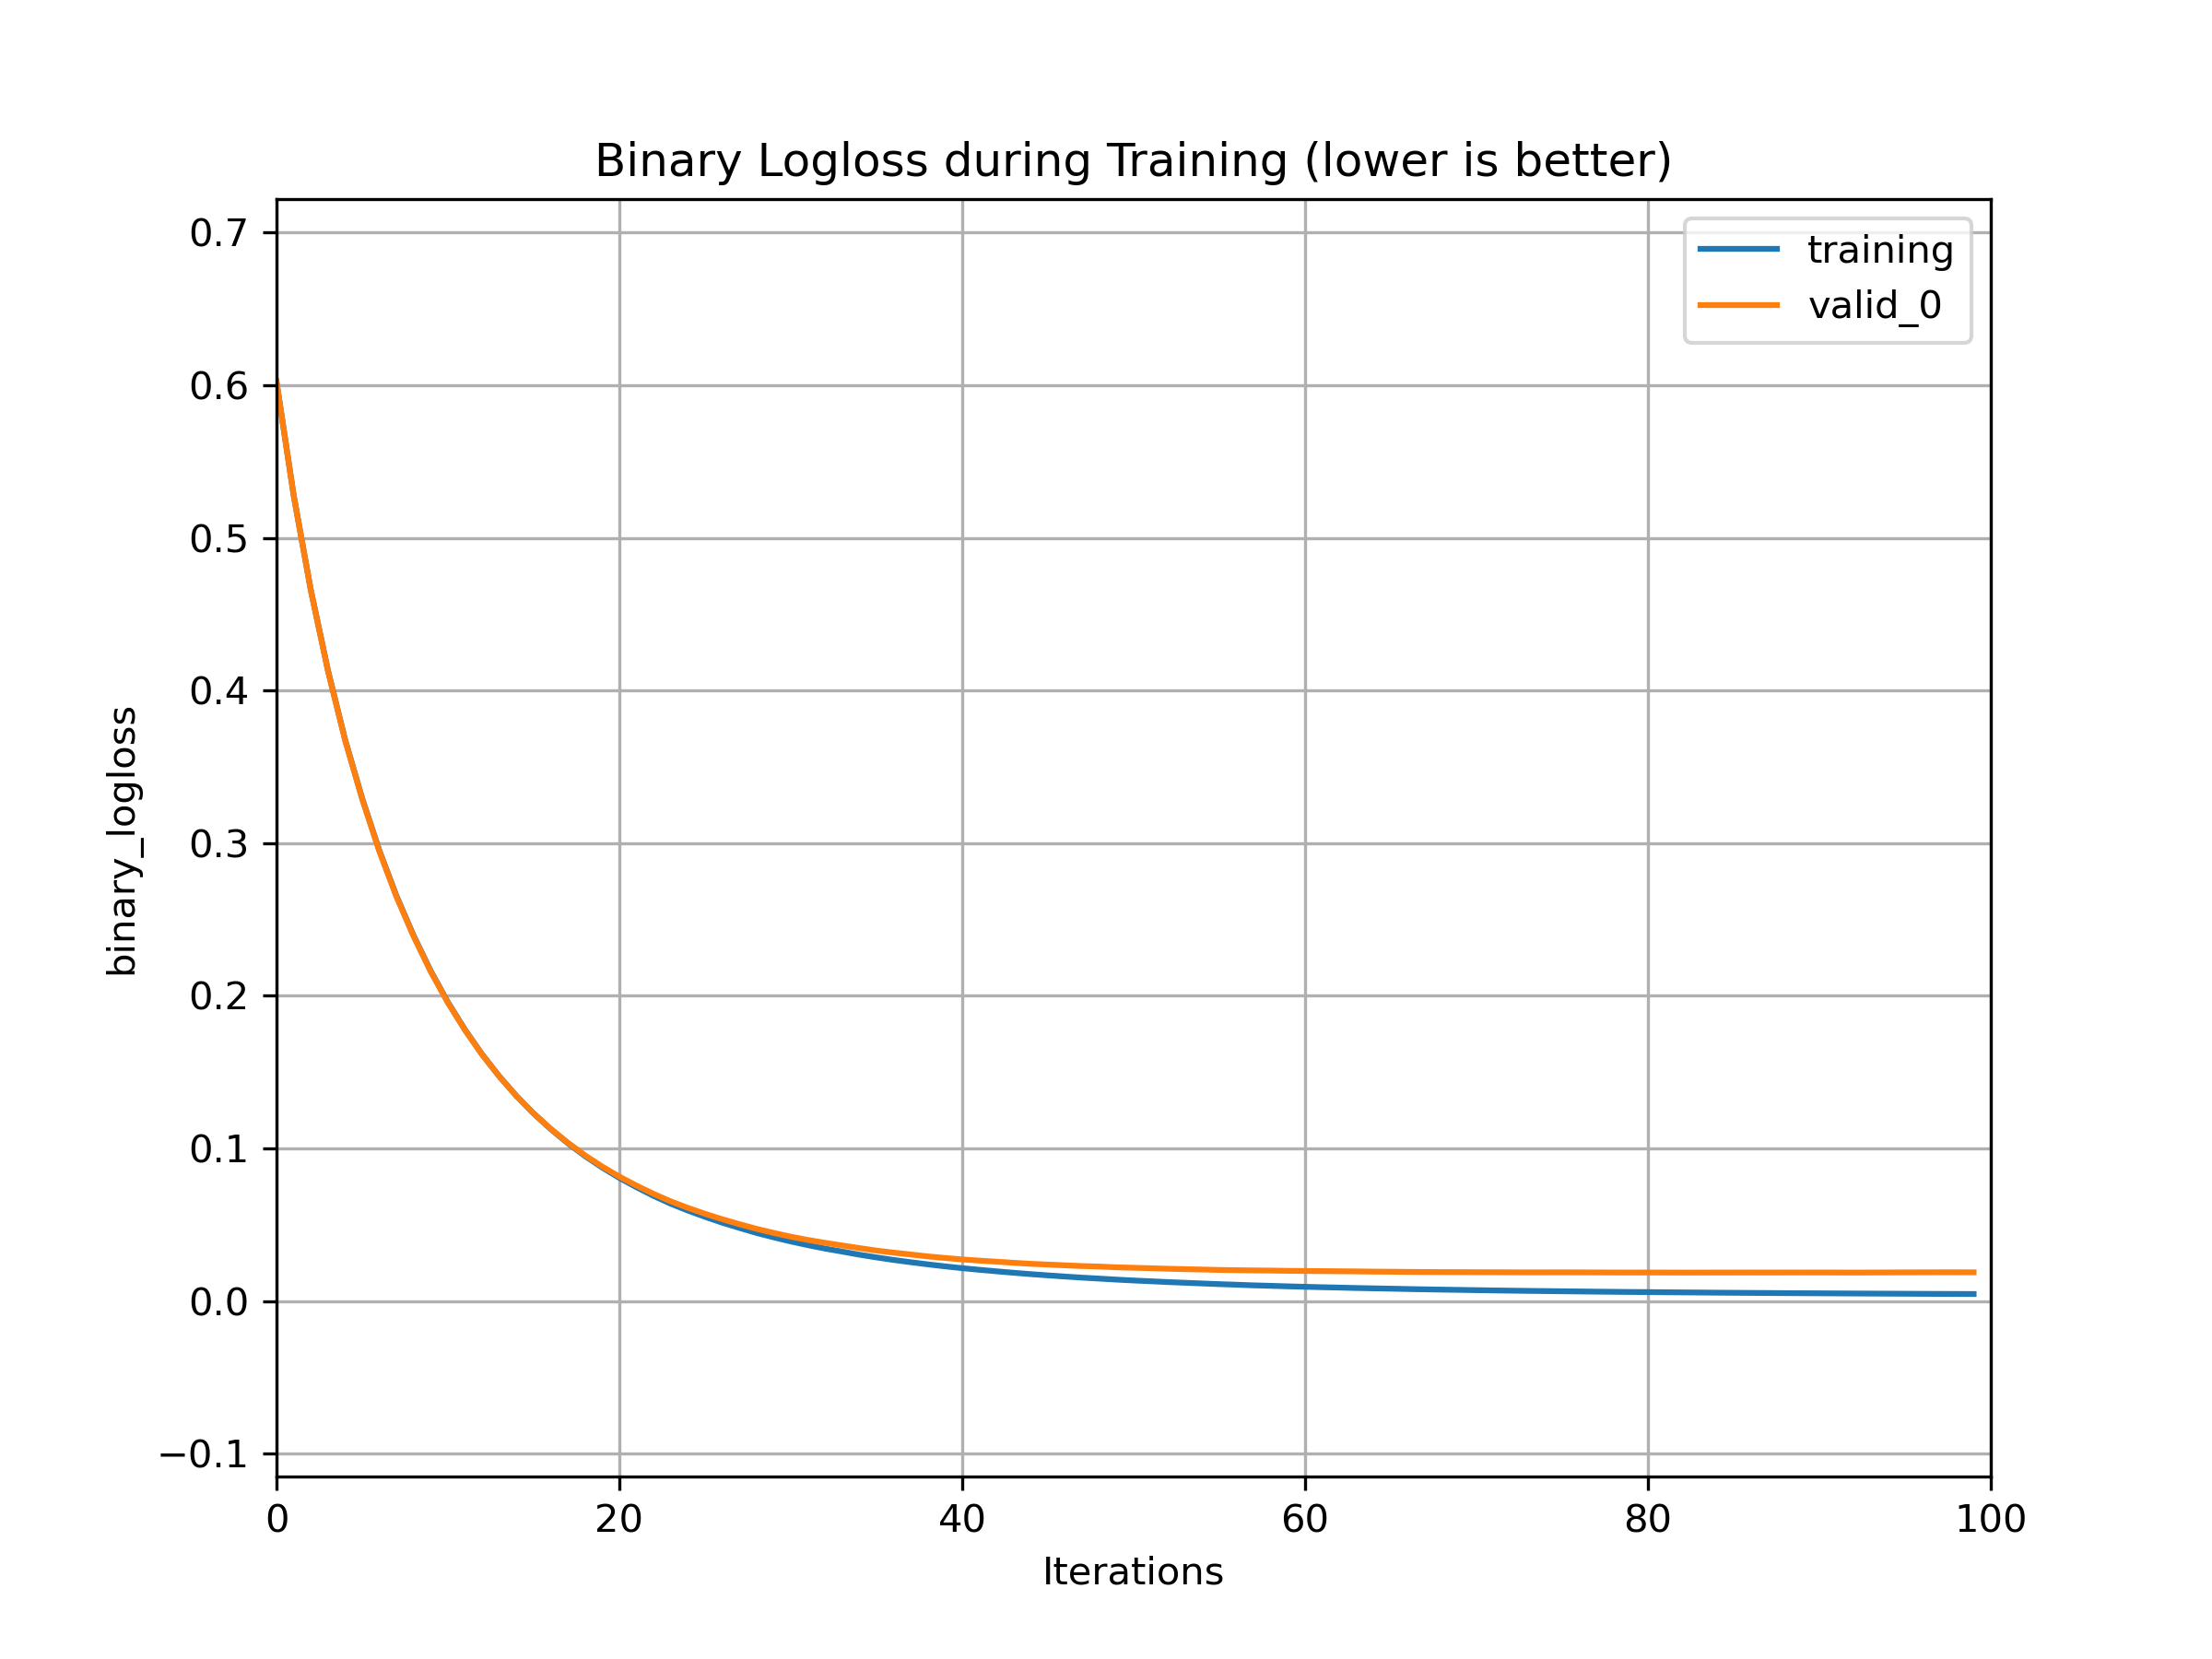 Binary Logloss during Training (lower is better)
training
valid_0
0.7
0.6
0.5
0.4
0.3
0.2
0.1
0.0
−0.1
binary_logloss
0 20 40 60 80 100
Iterations